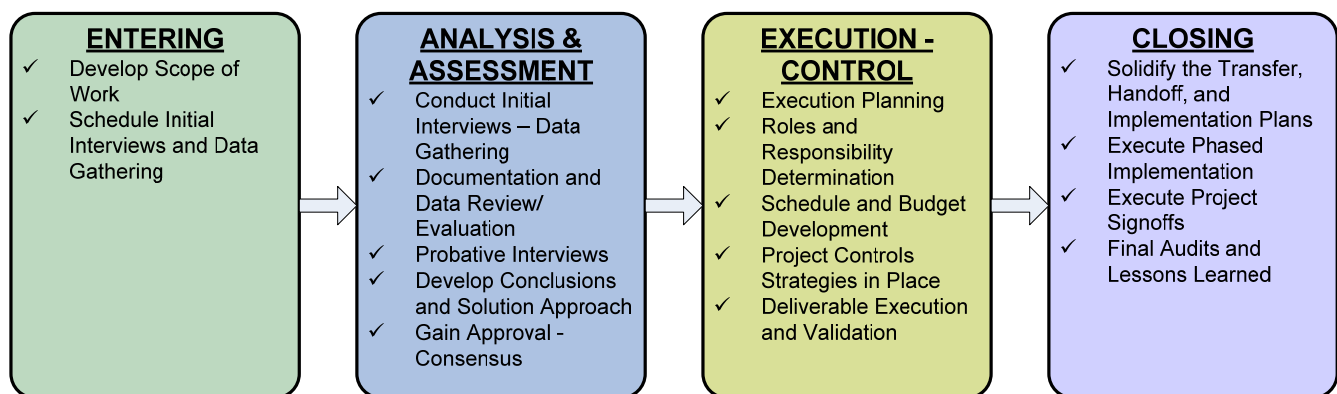 ENTERING
✓ Develop Scope of
Work
✓ Schedule Initial
Interviews and Data
Gathering
ANALYSIS &
ASSESSMENT
✓ Conduct Initial
Interviews – Data
Gathering
✓ Documentation and
Data Review/
Evaluation
✓ Probative Interviews
✓ Develop Conclusions
and Solution Approach
✓ Gain Approval -
Consensus
EXECUTION -
CONTROL
✓ Execution Planning
✓ Roles and
Responsibility
Determination
✓ Schedule and Budget
Development
✓ Project Controls
Strategies in Place
✓ Deliverable Execution
and Validation
CLOSING
✓ Solidify the Transfer,
Handoff, and
Implementation Plans
✓ Execute Phased
Implementation
✓ Execute Project
Signoffs
✓ Final Audits and
Lessons Learned